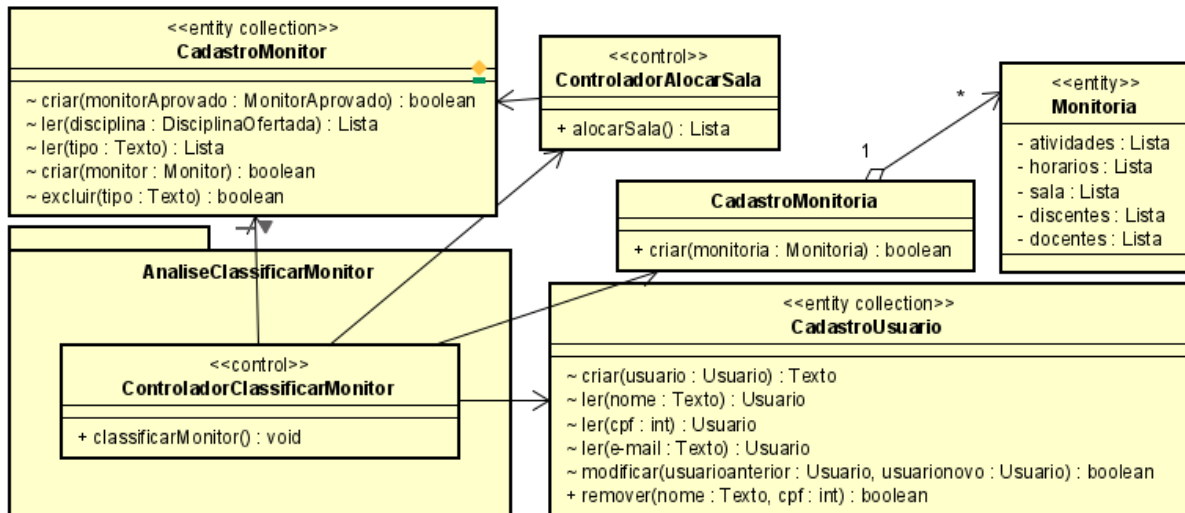 <<entity collection>>
CadastroMonitor
~ criar(monitorAprovado : MonitorAprovado) : boolean
~ ler(disciplina : DisciplinaOfertada) : Lista
~ ler(tipo : Texto) : Lista
~ criar(monitor : Monitor) : boolean
~ excluir(tipo : Texto) : boolean
<<control>>
ControladorAlocarSala
+ alocarSala() : Lista
<<entity>>
Monitoria
- atividades : Lista
- horarios : Lista
- sala : Lista
- discentes : Lista
- docentes : Lista
*
1
CadastroMonitoria
+ criar(monitoria : Monitoria) : boolean
AnaliseClassificarMonitor
<<control>>
ControladorClassificarMonitor
+ classificarMonitor() : void
<<entity collection>>
CadastroUsuario
~ criar(usuario : Usuario) : Texto
~ ler(nome : Texto) : Usuario
~ ler(cpf : int) : Usuario
~ ler(e-mail : Texto) : Usuario
~ modificar(usuarioanterior : Usuario, usuarionovo : Usuario) : boolean
+ remover(nome : Texto, cpf : int) : boolean